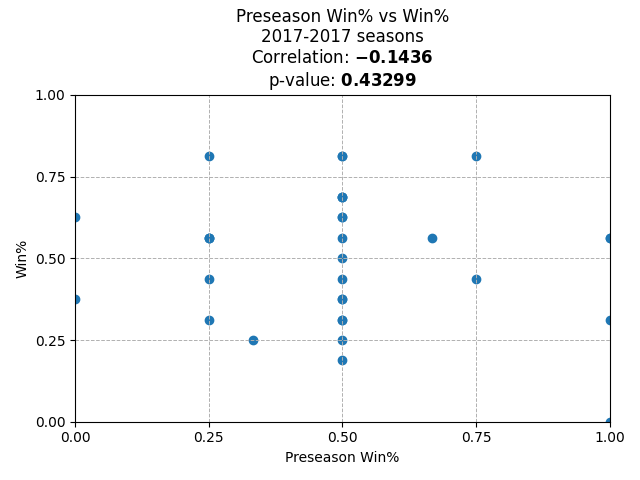 Preseason Win% vs Win%
2017-2017 seasons
Correlation: −0.1436
p-value: 0.43299
1.00
0.75
0.50
0.25
0.00
Win%
0.00 0.25 0.50 0.75 1.00
Preseason Win%